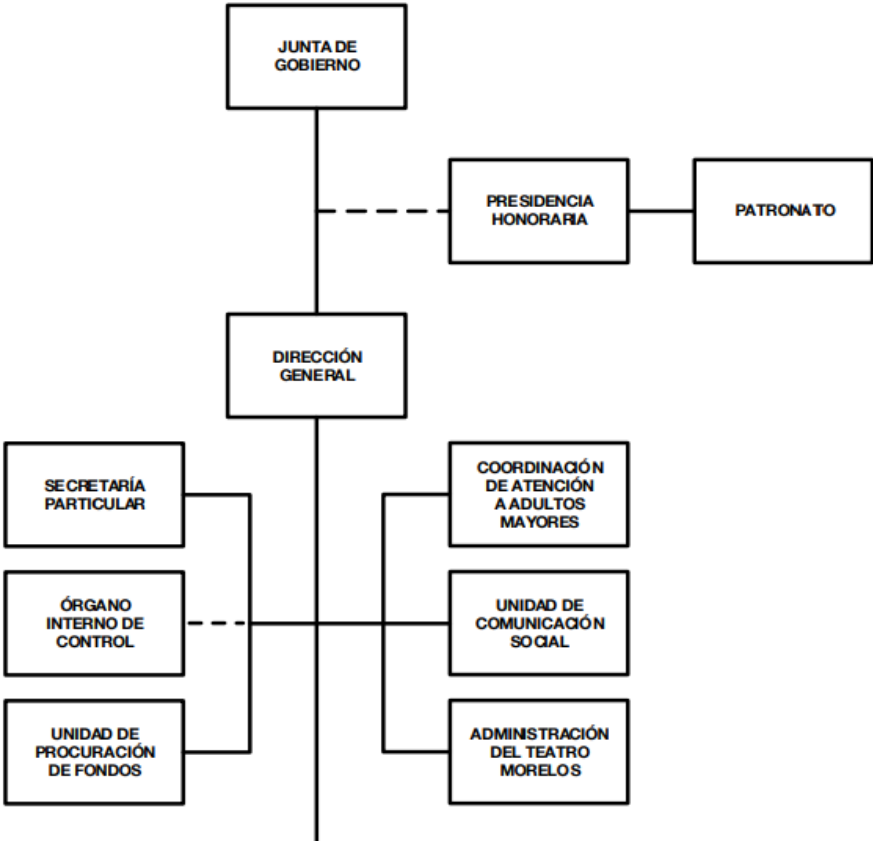 JUNTA DE
GOBIERNO
PRESIDENCIA
HONORARIA
PATRONATO
DIRECCIÓN
GENERAL
SECRETARÍA
PARTICULAR
COORDINACIÓN
DE ATENCIÓN
A ADULTOS
MAYORES
ÓRGANO
INTERNO DE
CONTROL
UNIDAD DE
COMUNICACIÓN
SOCIAL
UNIDAD DE
PROCURACIÓN
DE FONDOS
ADMINISTRACIÓN
DEL TEATRO
MORELOS